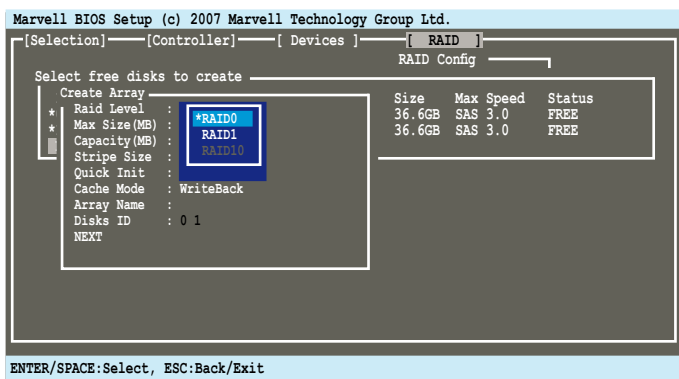 Marvell BIOS Setup (c) 2007 Marvell Technology Group Ltd.
[Selection] [Controller] [ Devices ] [ RAID ]
RAID Config
Select free disks to create
Create Array
Size Max Speed Status
* Raid Level : *RAID0 36.6GB SAS 3.0 FREE
* Max Size(MB) : RAID1 36.6GB SAS 3.0 FREE
Capacity(MB) : RAID10
Stripe Size :
Quick Init :
Cache Mode : WriteBack
Array Name :
Disks ID : 0 1
NEXT
ENTER/SPACE:Select, ESC:Back/Exit